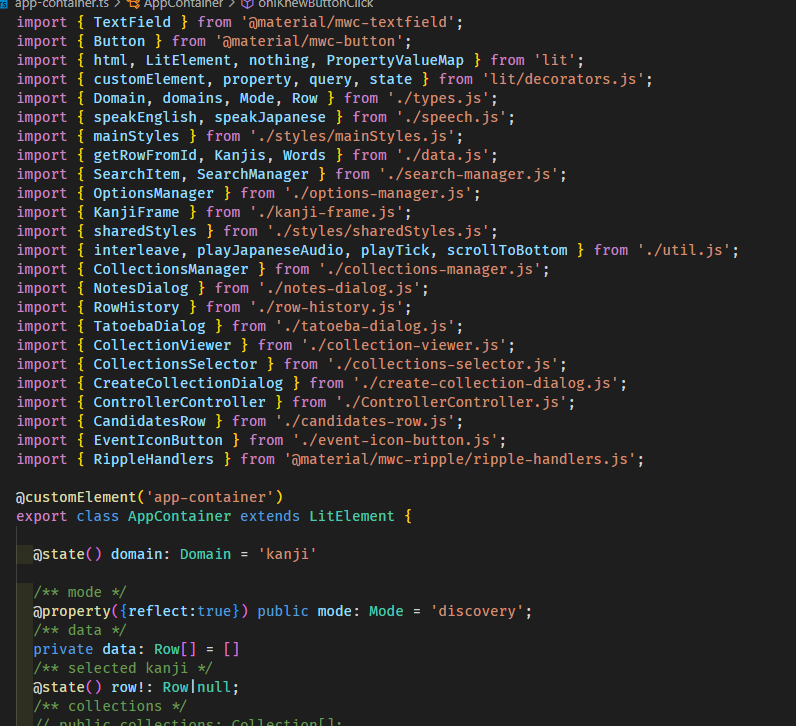 app-container.ts > AppContainer > onIKnewButtonClick
import { TextField } from '@material/mwc-textfield';
import { Button } from '@material/mwc-button';
import { html, LitElement, nothing, PropertyValueMap } from 'lit';
import { customElement, property, query, state } from 'lit/decorators.js';
import { Domain, domains, Mode, Row } from './types.js';
import { speakEnglish, speakJapanese } from './speech.js';
import { mainStyles } from './styles/mainStyles.js';
import { getRowFromId, Kanjis, Words } from './data.js';
import { SearchItem, SearchManager } from './search-manager.js';
import { OptionsManager } from './options-manager.js';
import { KanjiFrame } from './kanji-frame.js';
import { sharedStyles } from './styles/sharedStyles.js';
import { interleave, playJapaneseAudio, playTick, scrollToBottom } from './util.js';
import { CollectionsManager } from './collections-manager.js';
import { NotesDialog } from './notes-dialog.js';
import { RowHistory } from './row-history.js';
import { TatoebaDialog } from './tatoeba-dialog.js';
import { CollectionViewer } from './collection-viewer.js';
import { CollectionsSelector } from './collections-selector.js';
import { CreateCollectionDialog } from './create-collection-dialog.js';
import { ControllerController } from './ControllerController.js';
import { CandidatesRow } from './candidates-row.js';
import { EventIconButton } from './event-icon-button.js';
import { RippleHandlers } from '@material/mwc-ripple/ripple-handlers.js';
@customElement('app-container')
export class AppContainer extends LitElement {
@state() domain: Domain = 'kanji'
/** mode */
@property({reflect:true}) public mode: Mode = 'discovery';
/** data */
private data: Row[] = []
/** selected kanji */
@state() row!: Row|null;
/** collections */
// public collections: Collection[];